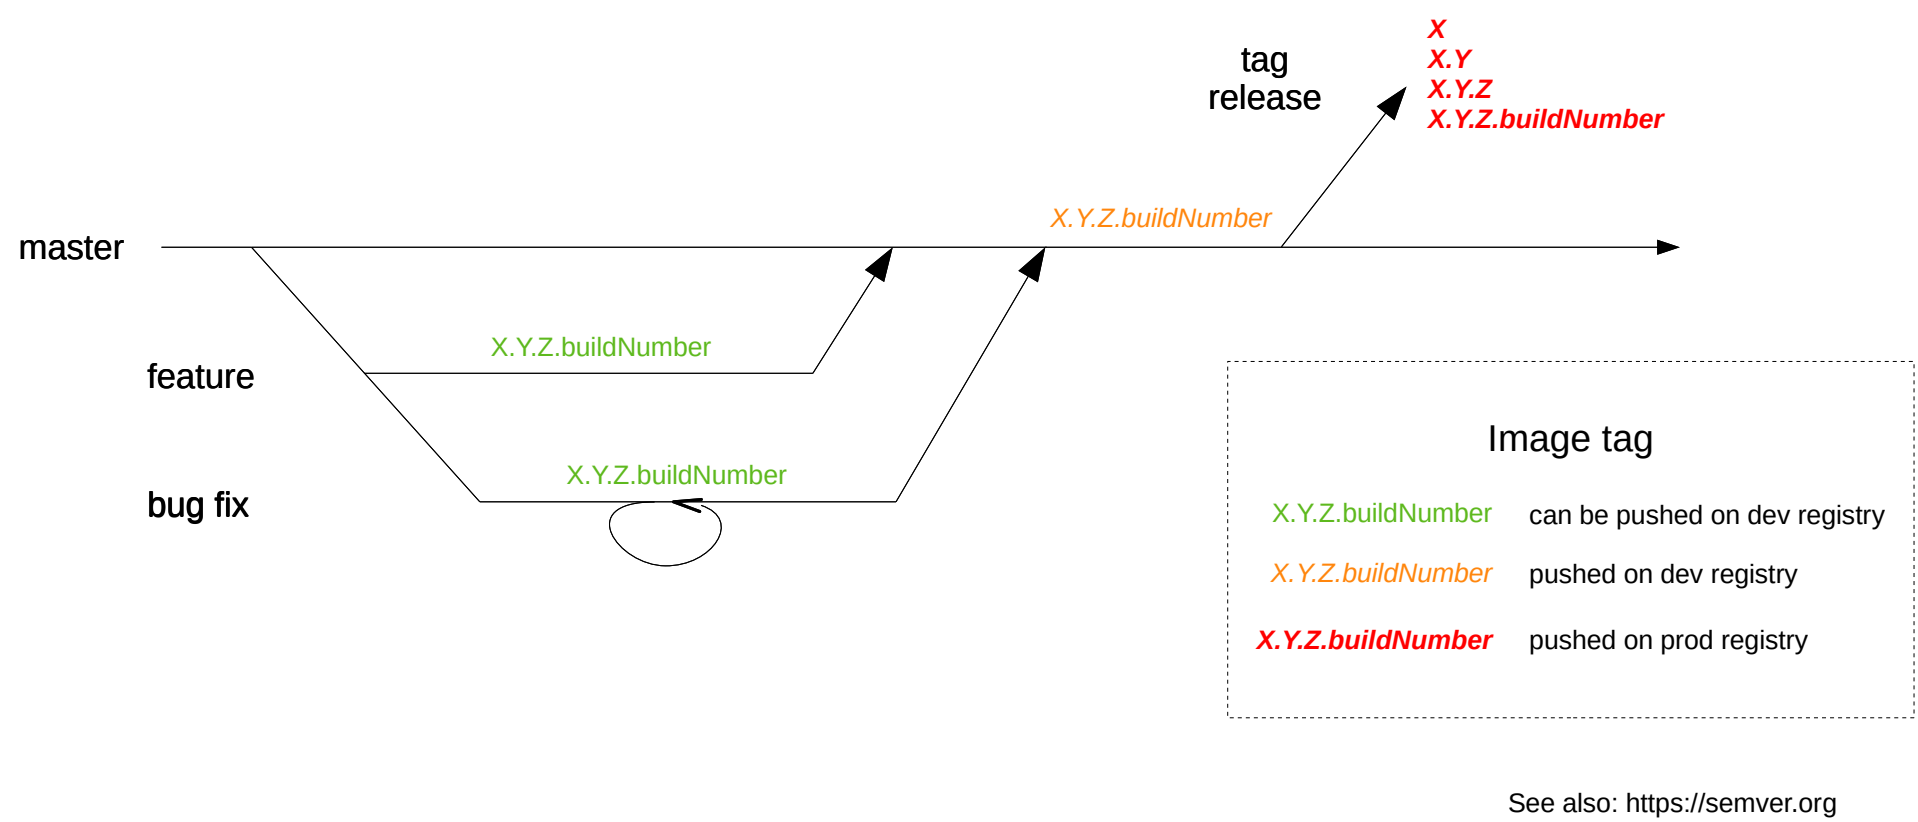 tag
release
X
X.Y
X.Y.Z
X.Y.Z.buildNumber
X.Y.Z.buildNumber
master
X.Y.Z.buildNumber
feature
X.Y.Z.buildNumber
bug fix
Image tag
X.Y.Z.buildNumber can be pushed on dev registry
X.Y.Z.buildNumber pushed on dev registry
X.Y.Z.buildNumber pushed on prod registry
See also: https://semver.org